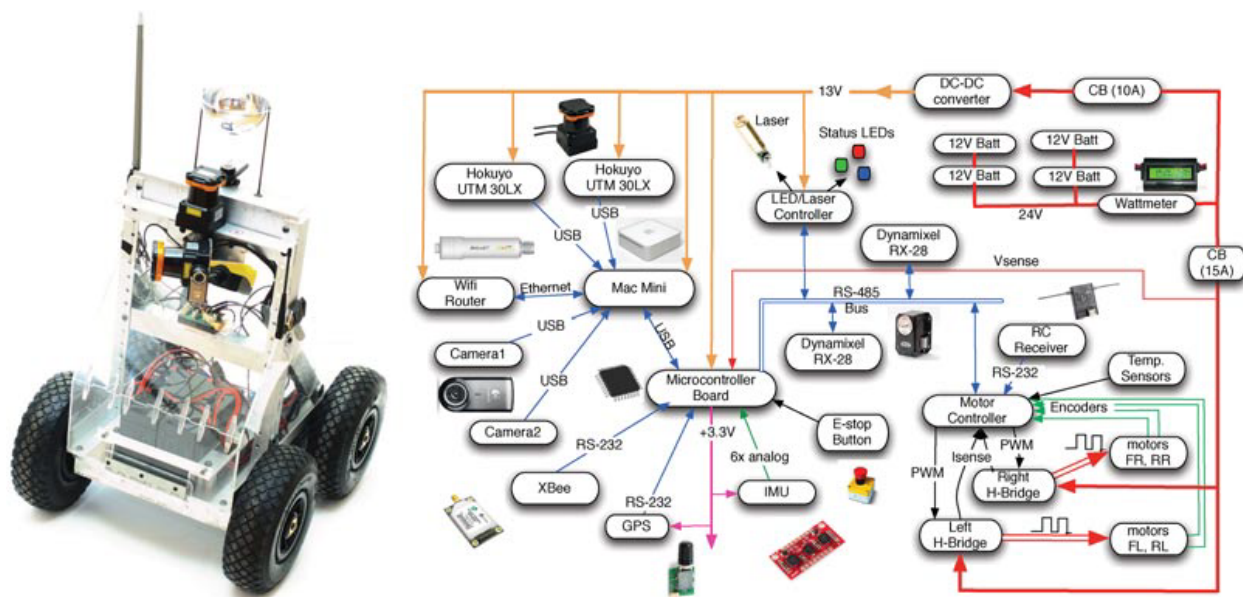 13V
DC-DC
converter
CB (10A)
Laser
Status LEDs
12V Batt
12V Batt
12V Batt
12V Batt
Hokuyo
UTM 30LX
Hokuyo
UTM 30LX
LED/Laser
Controller
24V
Wattmeter
USB
USB
Dynamixel
RX-28
CB
(15A)
Vsense
Wifi
Router
Ethernet
Mac Mini
RS-485
Bus
USB
USB
RC
Receiver
Camera1
Dynamixel
RX-28
USB
RS-232
Temp.
Sensors
Microcontroller
Board
Motor
Controller
Encoders
Camera2
+3.3V
E-stop
Button
RS-232
6x analog
PWM
Isense
PWM
motors
FR, RR
XBee
IMU
Right
H-Bridge
RS-232
GPS
Left
H-Bridge
motors
FL, RL